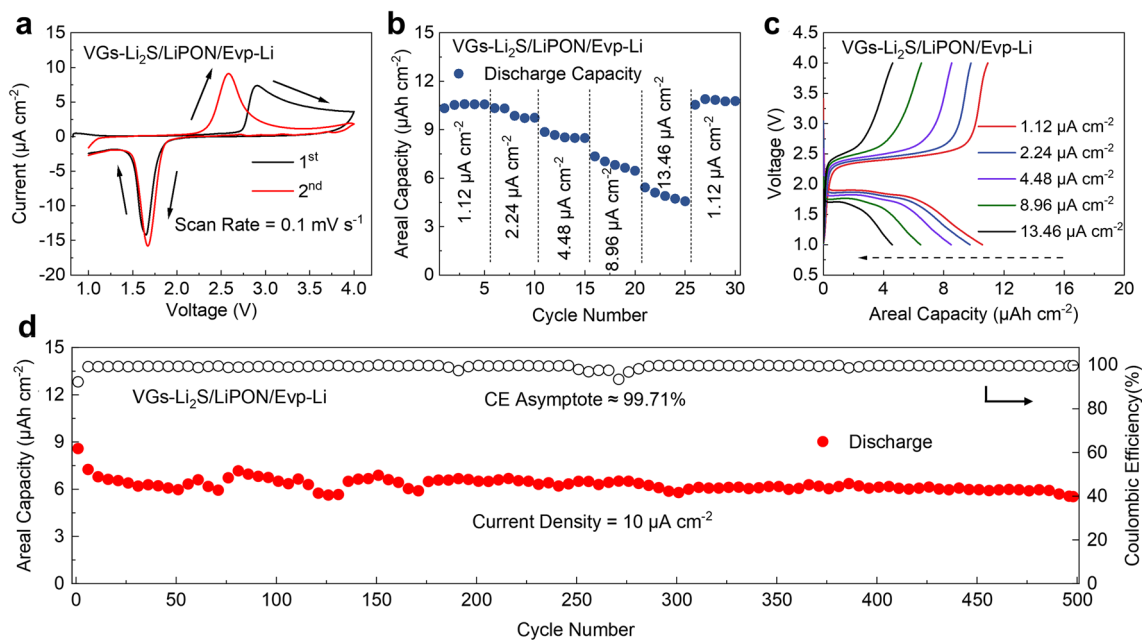 a
VGs-Li₂S/LiPON/Evp-Li
1ˢᵗ
2ⁿᵈ
Scan Rate = 0.1 mV s⁻¹
Current (µA cm⁻²)
10
5
0
-5
-10
-15
-20
1.0 1.5 2.0 2.5 3.0 3.5 4.0
Voltage (V)
b
VGs-Li₂S/LiPON/Evp-Li
Discharge Capacity
1.12 µA cm⁻²
2.24 µA cm⁻²
4.48 µA cm⁻²
8.96 µA cm⁻²
13.46 µA cm⁻²
1.12 µA cm⁻²
Areal Capacity (µAh cm⁻²)
15
12
9
6
3
0
5 10 15 20 25 30
Cycle Number
c
VGs-Li₂S/LiPON/Evp-Li
1.12 µA cm⁻²
2.24 µA cm⁻²
4.48 µA cm⁻²
8.96 µA cm⁻²
13.46 µA cm⁻²
Voltage (V)
4.5
4.0
3.5
3.0
2.5
2.0
1.5
1.0
0.5
0 4 8 12 16 20
Areal Capacity (µAh cm⁻²)
d
VGs-Li₂S/LiPON/Evp-Li
CE Asymptote ≈ 99.71%
Discharge
Current Density = 10 µA cm⁻²
Areal Capacity (µAh cm⁻²)
15
12
9
6
3
0
Coulombic Efficiency(%)
100
80
60
40
20
0
0 50 100 150 200 250 300 350 400 450 500
Cycle Number